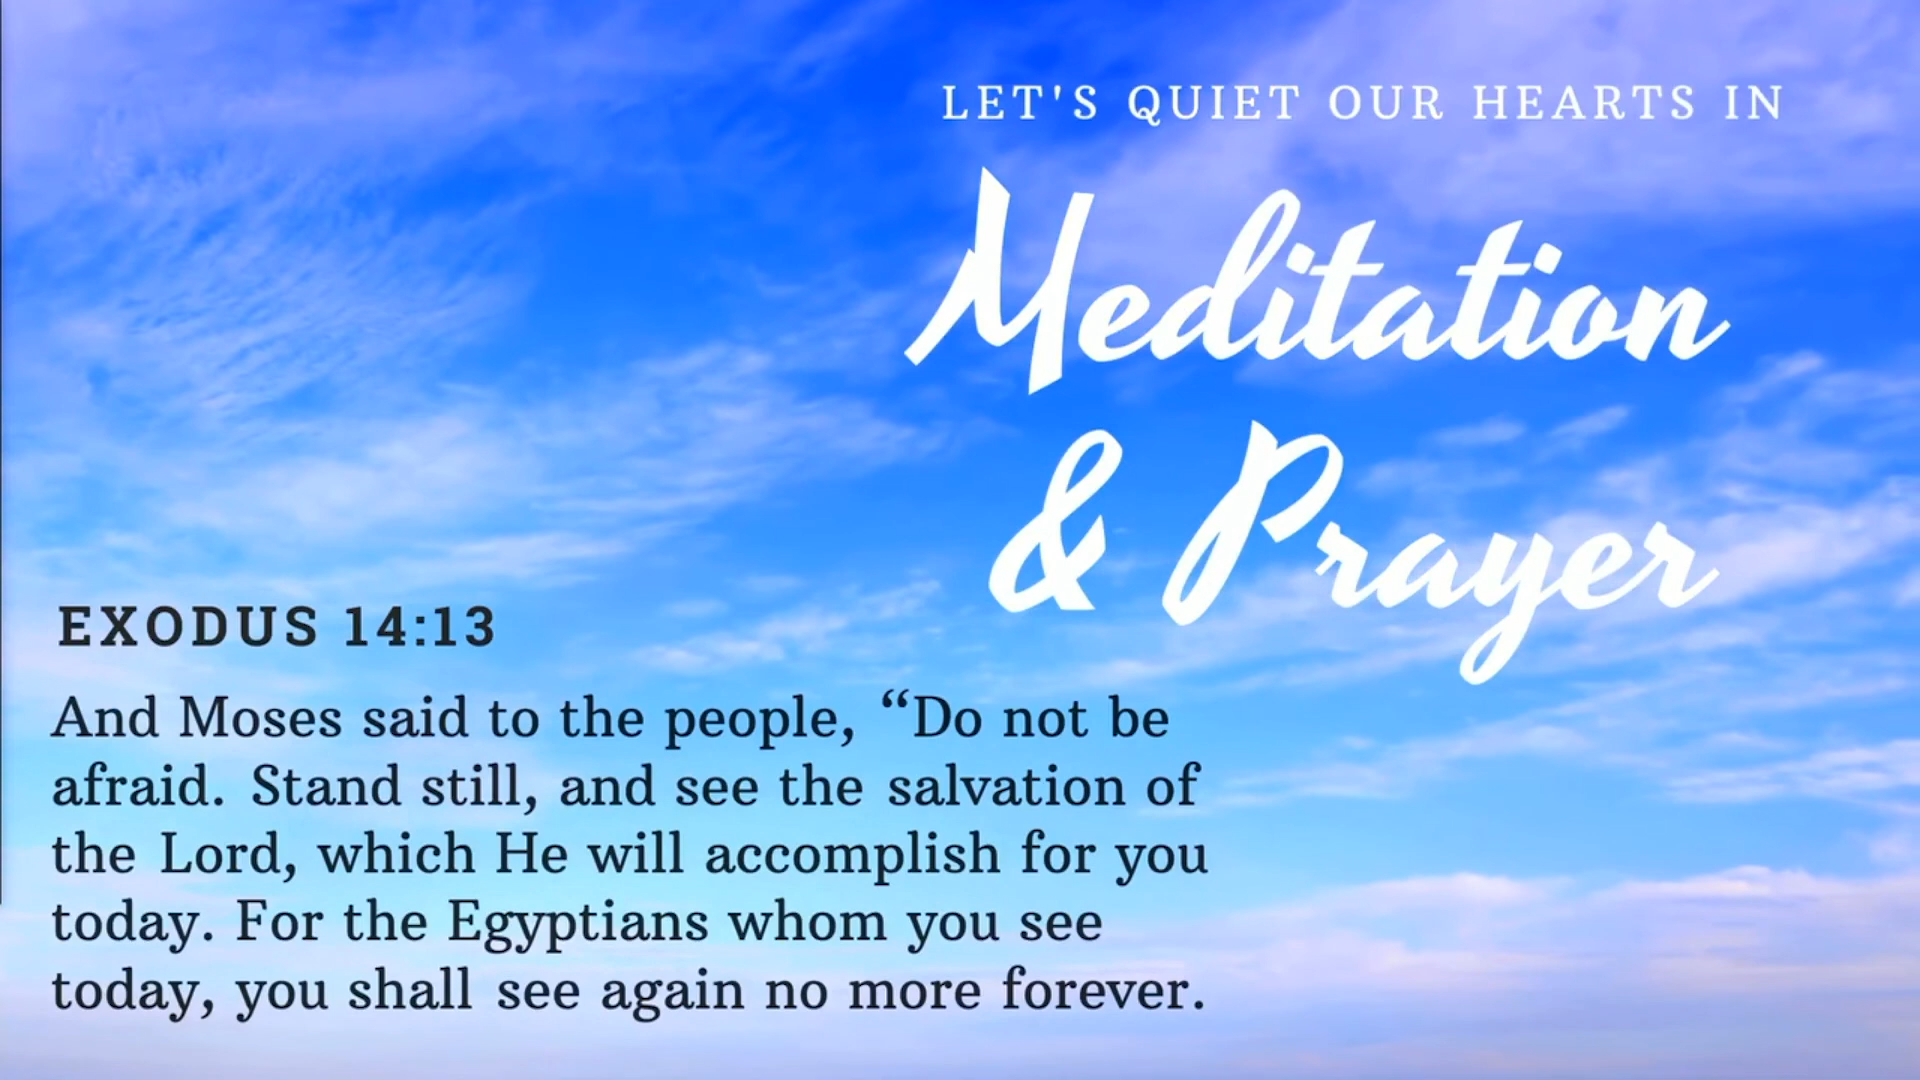 LET'S QUIET OUR HEARTS IN
Meditation
& Prayer
EXODUS 14:13
And Moses said to the people, “Do not be
afraid. Stand still, and see the salvation of
the Lord, which He will accomplish for you
today. For the Egyptians whom you see
today, you shall see again no more forever.